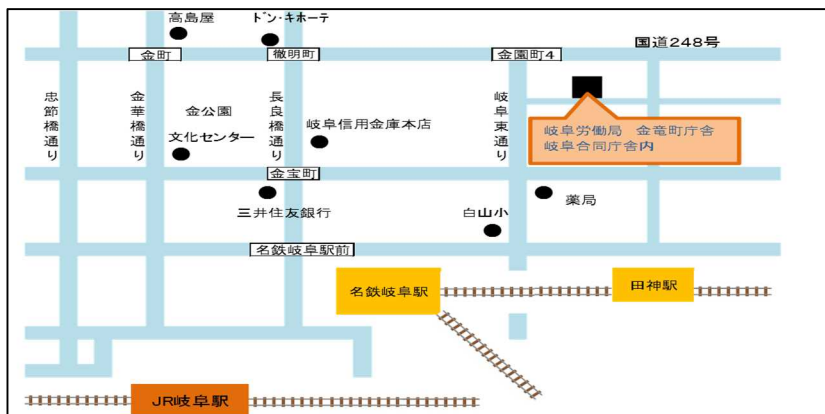 高島屋
ドン・キホーテ
国道248号
金町
徹明町
金園町4
忠節橋通り
金華橋通り
金公園
長良橋通り
岐阜東通り
文化センター
岐阜信用金庫本店
岐阜労働局　金竜町庁舎
岐阜合同庁舎内
金宝町
三井住友銀行
白山小
薬局
名鉄岐阜駅前
名鉄岐阜駅
田神駅
JR岐阜駅